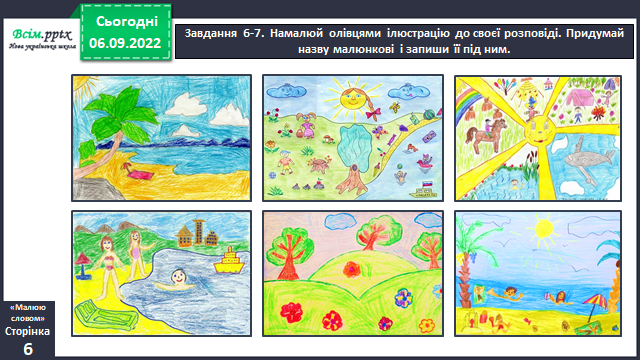 Всім.pptx
Нова українська школа
Сьогодні
06.09.2022
Завдання 6-7. Намалюй олівцями ілюстрацію до своєї розповіді. Придумай
назву малюнкові і запиши її під ним.
«Малюю
словом»
Сторінка
6